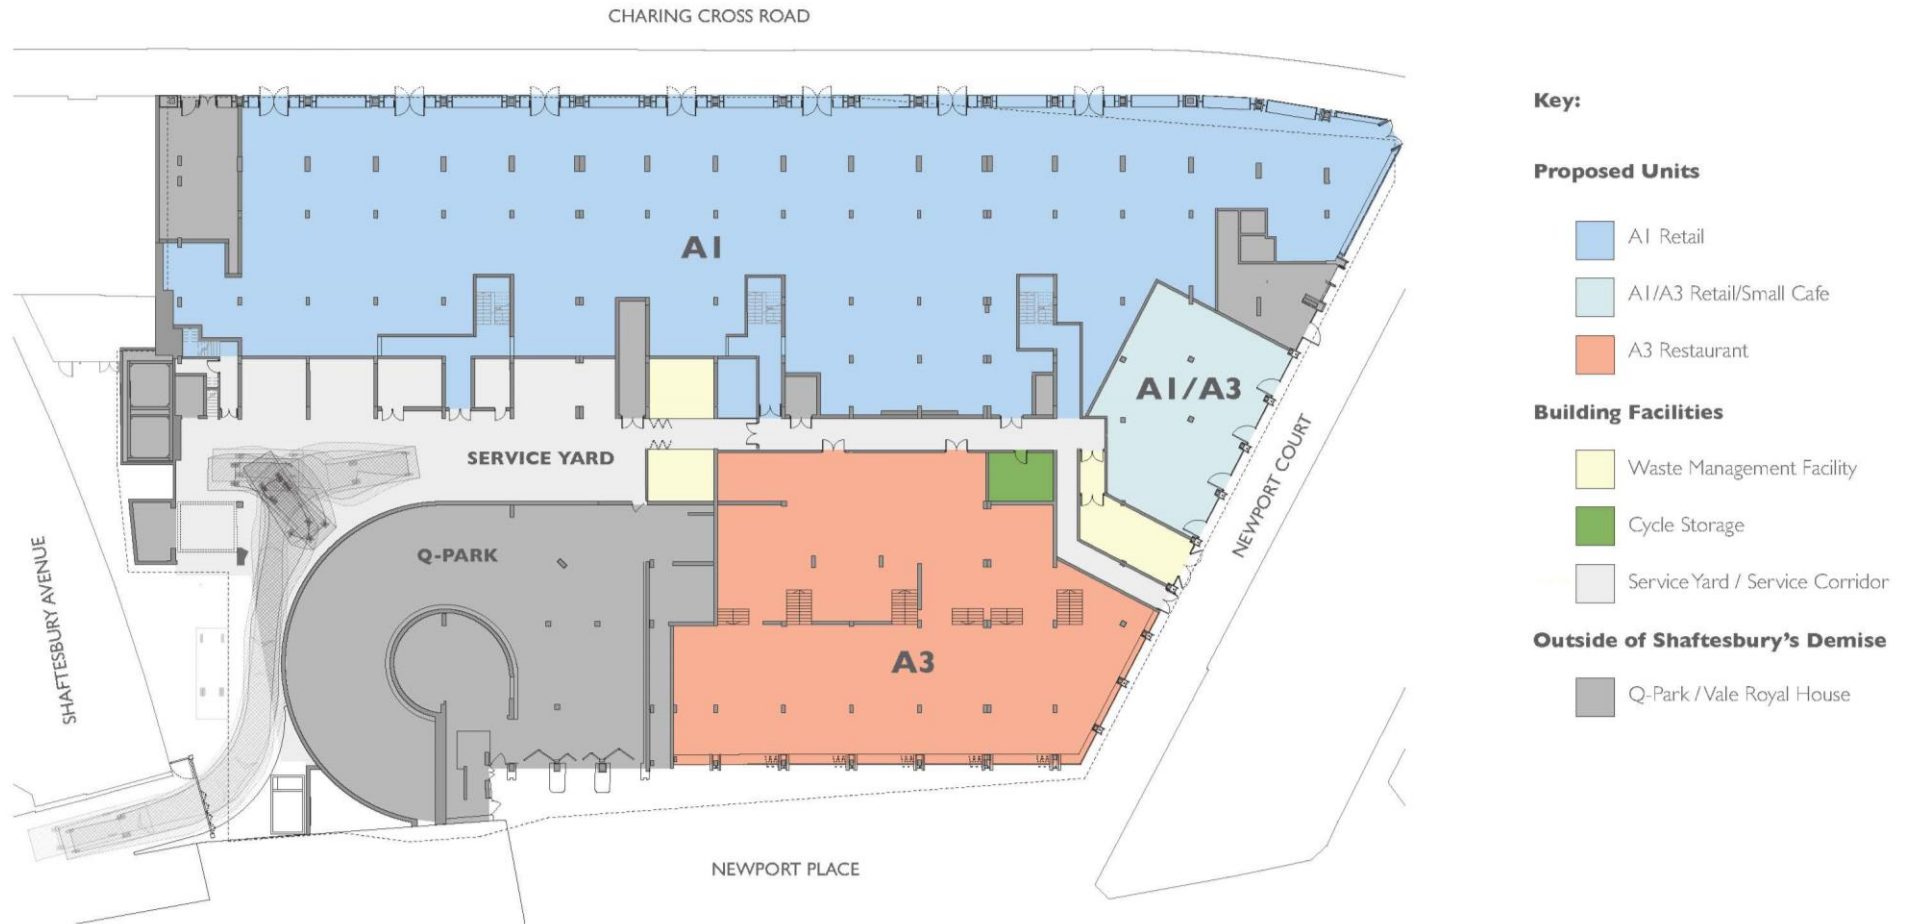 CHARING CROSS ROAD
A1
A1/A3
SERVICE YARD
Q-PARK
A3
SHAFTESBURY AVENUE
NEWPORT COURT
NEWPORT PLACE
Key:
Proposed Units
A1 Retail
A1/A3 Retail/Small Cafe
A3 Restaurant
Building Facilities
Waste Management Facility
Cycle Storage
Service Yard / Service Corridor
Outside of Shaftesbury's Demise
Q-Park / Vale Royal House